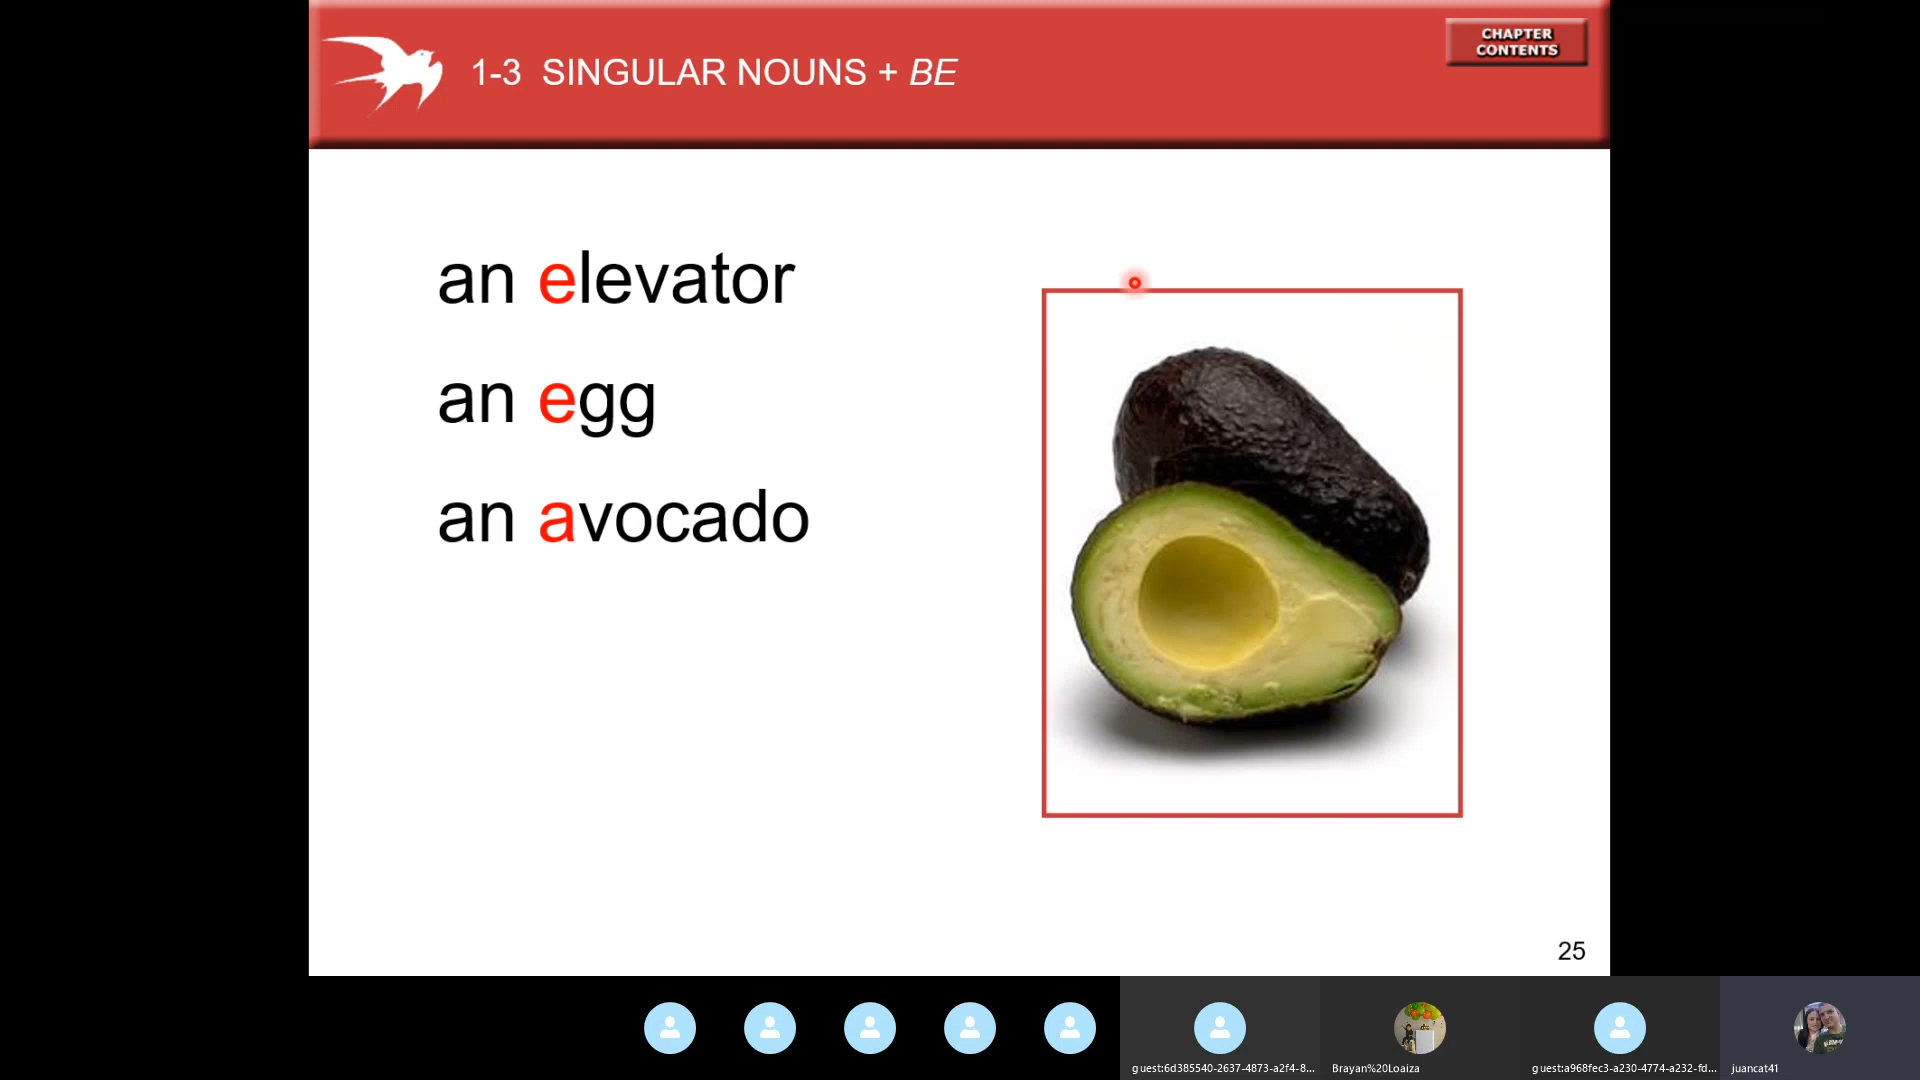 1-3 SINGULAR NOUNS + BE
CHAPTER
CONTENTS
an elevator
an egg
an avocado
25
guest:6d385540-2637-4873-a2f4-8...
Brayan%20Loaiza
guest:a968fec3-a230-4774-a232-fd...
juancat41